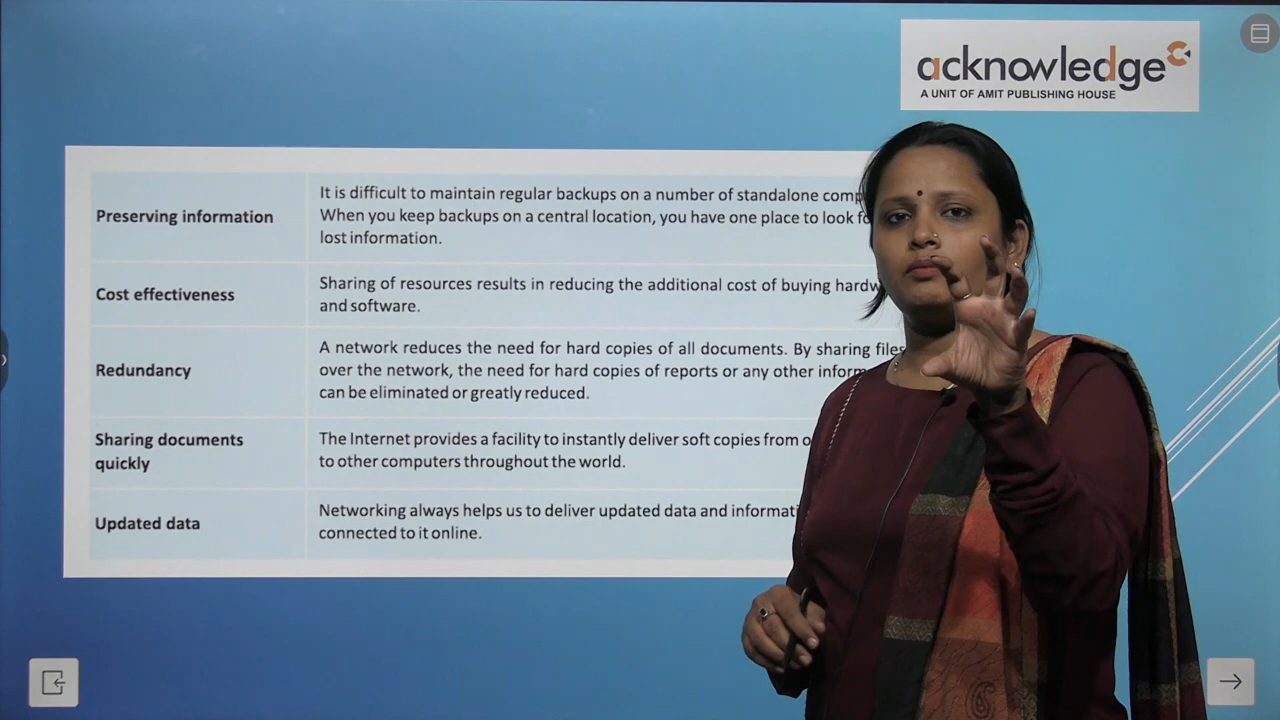 acknowledge
A UNIT OF AMIT PUBLISHING HOUSE
Preserving information
It is difficult to maintain regular backups on a number of standalone
When you keep backups on a central location, you have one place to look
lost information.
Cost effectiveness
Sharing of resources results in reducing the additional cost of buying
and software.
Redundancy
A network reduces the need for hard copies of all documents. By sharing files
over the network, the need for hard copies of reports or any other
can be eliminated or greatly reduced.
Sharing documents
quickly
The Internet provides a facility to instantly deliver soft copies from
to other computers throughout the world.
Updated data
Networking always helps us to deliver updated data and
connected to it online.